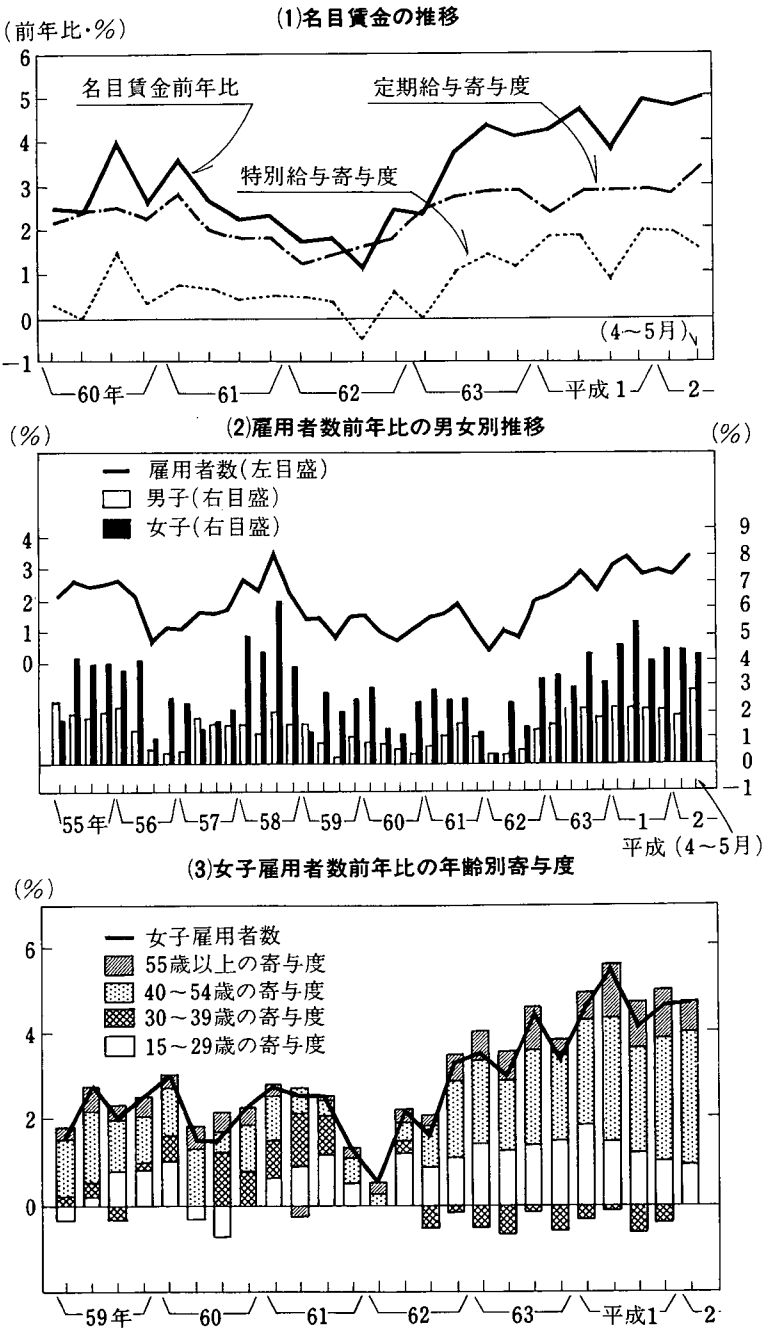 (1)名目賃金の推移
(前年比･%)
6
5
4
3
2
1
0
−1
名目賃金前年比
定期給与寄与度
特別給与寄与度
(4〜5月)
60年
61
62
63
平成1
2
(2)雇用者数前年比の男女別推移
(%)
(%)
雇用者数(左目盛)
男子(右目盛)
女子(右目盛)
4
3
2
1
0
9
8
7
6
5
4
3
2
1
0
−1
55年
56
57
58
59
60
61
62
63
1
2
平成(4〜5月)
(3)女子雇用者数前年比の年齢別寄与度
(%)
女子雇用者数
55歳以上の寄与度
40〜54歳の寄与度
30〜39歳の寄与度
15〜29歳の寄与度
6
4
2
0
59年
60
61
62
63
平成1
2